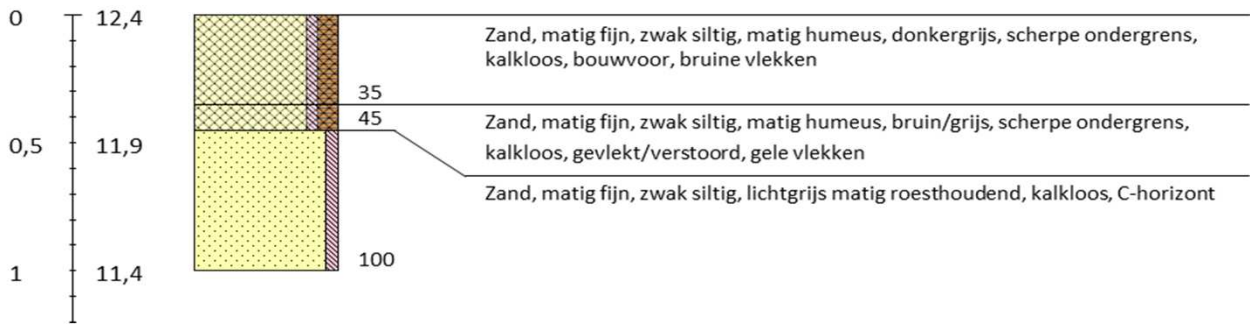 0 12,4
Zand, matig fijn, zwak siltig, matig humeus, donkergrijs, scherpe ondergrens,
kalkloos, bouwvoor, bruine vlekken
35
45
Zand, matig fijn, zwak siltig, matig humeus, bruin/grijs, scherpe ondergrens,
0,5 11,9
kalkloos, gevlekt/verstoord, gele vlekken
Zand, matig fijn, zwak siltig, lichtgrijs matig roesthoudend, kalkloos, C-horizont
100
1 11,4